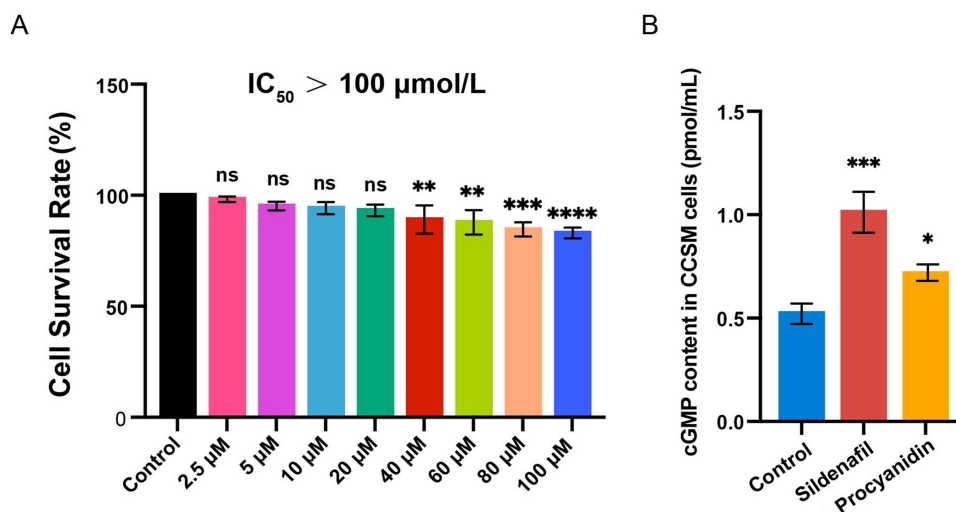 A
B
IC50 > 100 μmol/L
Cell Survival Rate(%)
150
100
50
0
ns
ns
ns
ns
**
**
***
****
Control
2.5 μM
5 μM
10 μM
20 μM
40 μM
60 μM
80 μM
100 μM
cGMP content in CCSM cells (pmol/mL)
1.5
1.0
0.5
0.0
***
*
Control
Sildenafil
Procyanidin